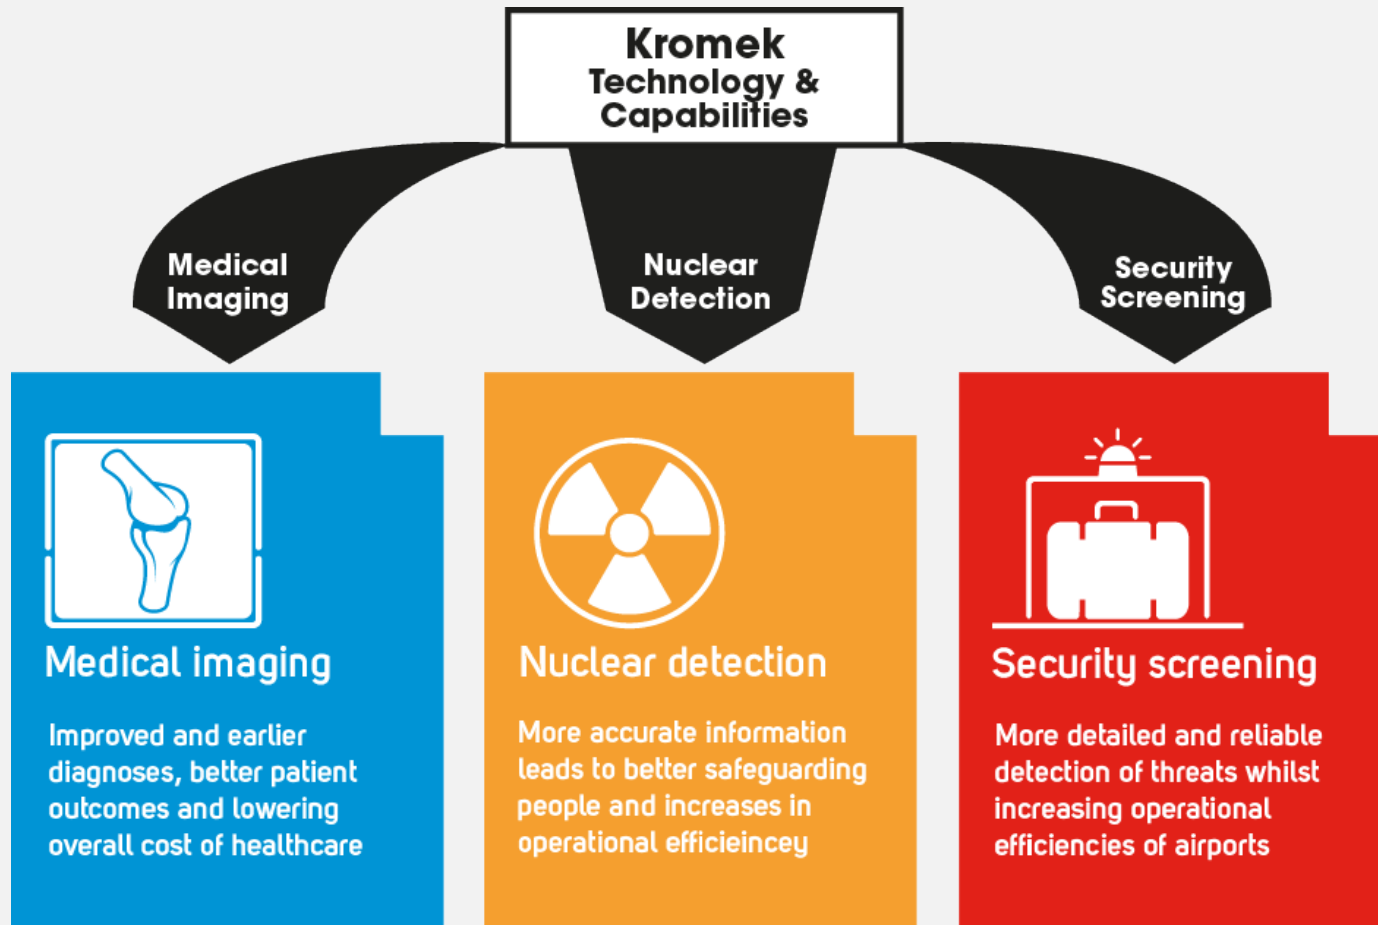 Kromek
Technology &
Capabilities
Medical
Imaging
Nuclear
Detection
Security
Screening
Medical imaging
Improved and earlier
diagnoses, better patient
outcomes and lowering
overall cost of healthcare
Nuclear detection
More accurate information
leads to better safeguarding
people and increases in
operational efficieincey
Security screening
More detailed and reliable
detection of threats whilst
increasing operational
efficiencies of airports